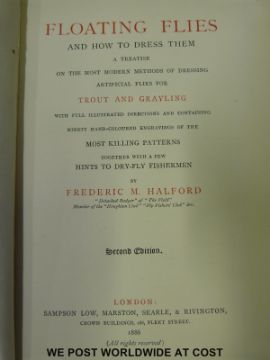 FLOATING FLIES
AND HOW TO DRESS THEM
A TREATISE
ON THE MOST MODERN METHODS OF DRESSING
ARTIFICIAL FLIES FOR
TROUT AND GRAYLING
WITH FULL ILLUSTRATED DIRECTIONS AND CONTAINING
NINETY HAND-COLOURED ENGRAVINGS OF THE
MOST KILLING PATTERNS
TOGETHER WITH A FEW
HINTS TO DRY-FLY FISHERMEN
BY
FREDERIC M. HALFORD
"Detached Badger" of "The Field"
Member of the "Houghton Club" "Fly Fishers' Club" &c.
Second Edition.
LONDON:
SAMPSON LOW, MARSTON, SEARLE, & RIVINGTON,
CROWN BUILDINGS, 188, FLEET STREET.
1886
(All rights reserved)
WE POST WORLDWIDE AT COST